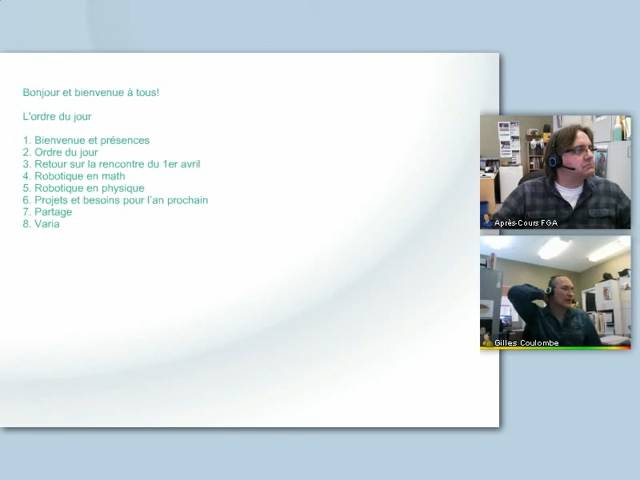 Bonjour et bienvenue à tous!
L'ordre du jour
1. Bienvenue et présences
2. Ordre du jour
3. Retour sur la rencontre du 1er avril
4. Robotique en math
5. Robotique en physique
6. Projets et besoins pour l'an prochain
7. Partage
8. Varia
Après-Cours FGA
Gilles Coulombe